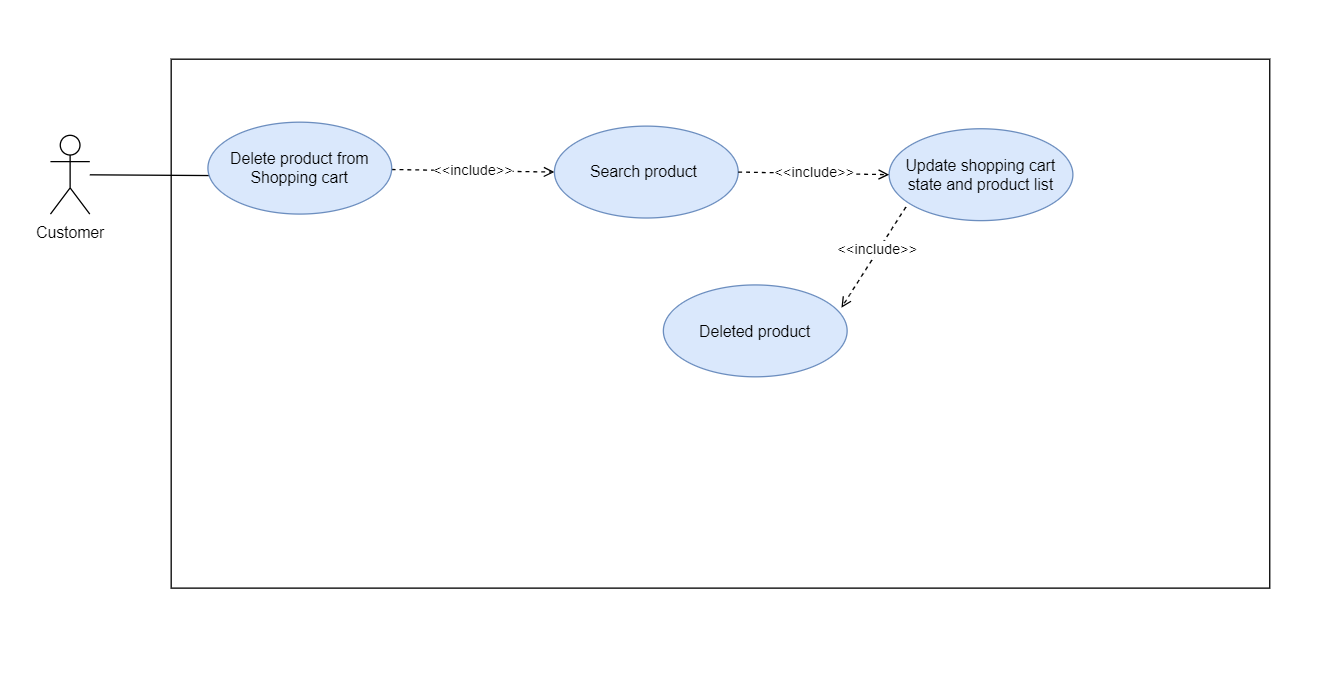 Customer
Delete product from
Shopping cart
<<include>>
Search product
<<include>>
Update shopping cart
state and product list
<<include>>
Deleted product